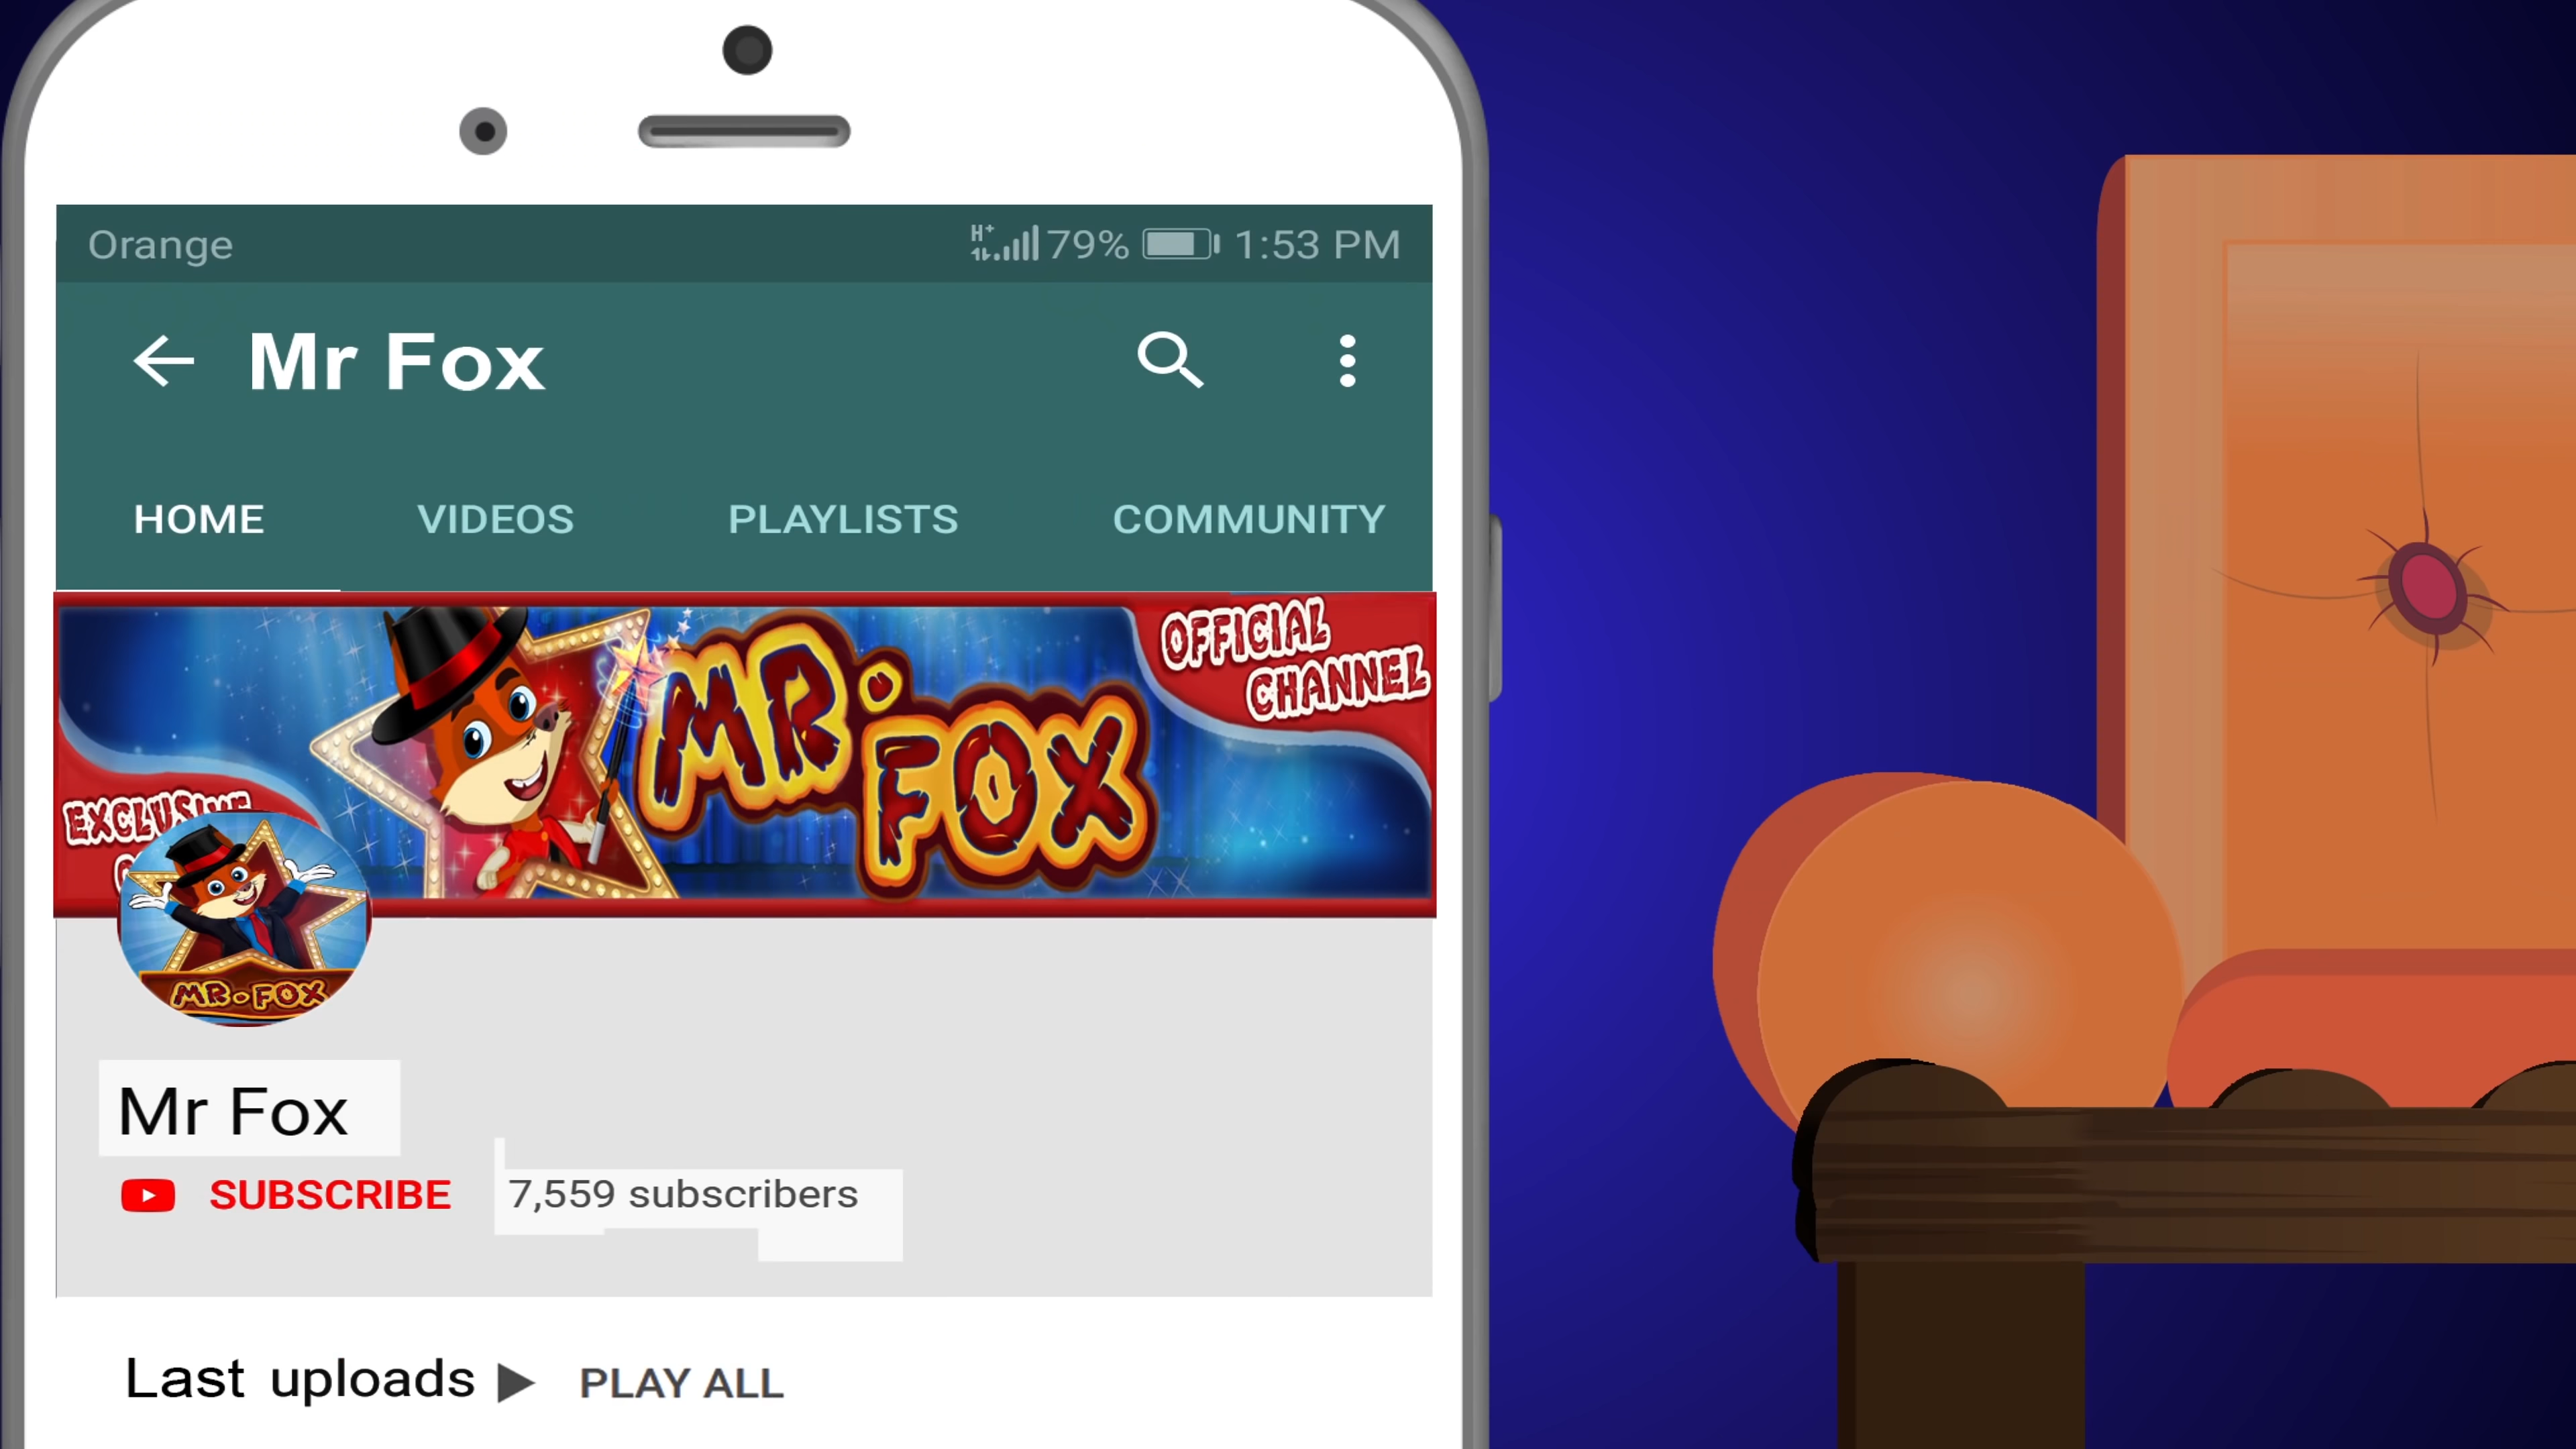 Orange H+ 79% 1:53 PM
Mr Fox
HOME VIDEOS PLAYLISTS COMMUNITY
OFFICIAL
CHANNEL
MR.
FOX
EXCLUSIVE
MR. FOX
Mr Fox
SUBSCRIBE 7,559 subscribers
Last uploads PLAY ALL